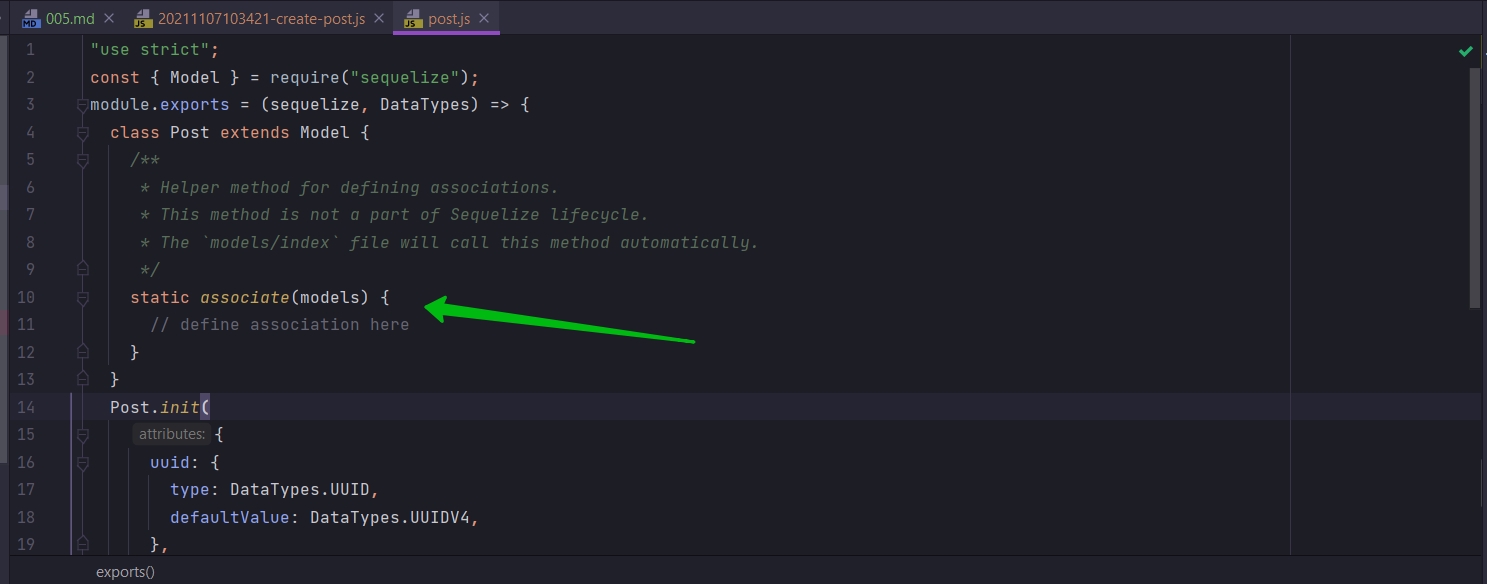 MD 005.md
JS 20211107103421-create-post.js
JS post.js
1 "use strict";
2 const { Model } = require("sequelize");
3 module.exports = (sequelize, DataTypes) => {
4 class Post extends Model {
5 /**
6 * Helper method for defining associations.
7 * This method is not a part of Sequelize lifecycle.
8 * The `models/index` file will call this method automatically.
9 */
10 static associate(models) {
11 // define association here
12 }
13 }
14 Post.init(
15 attributes: {
16 uuid: {
17 type: DataTypes.UUID,
18 defaultValue: DataTypes.UUIDV4,
19 },
exports()